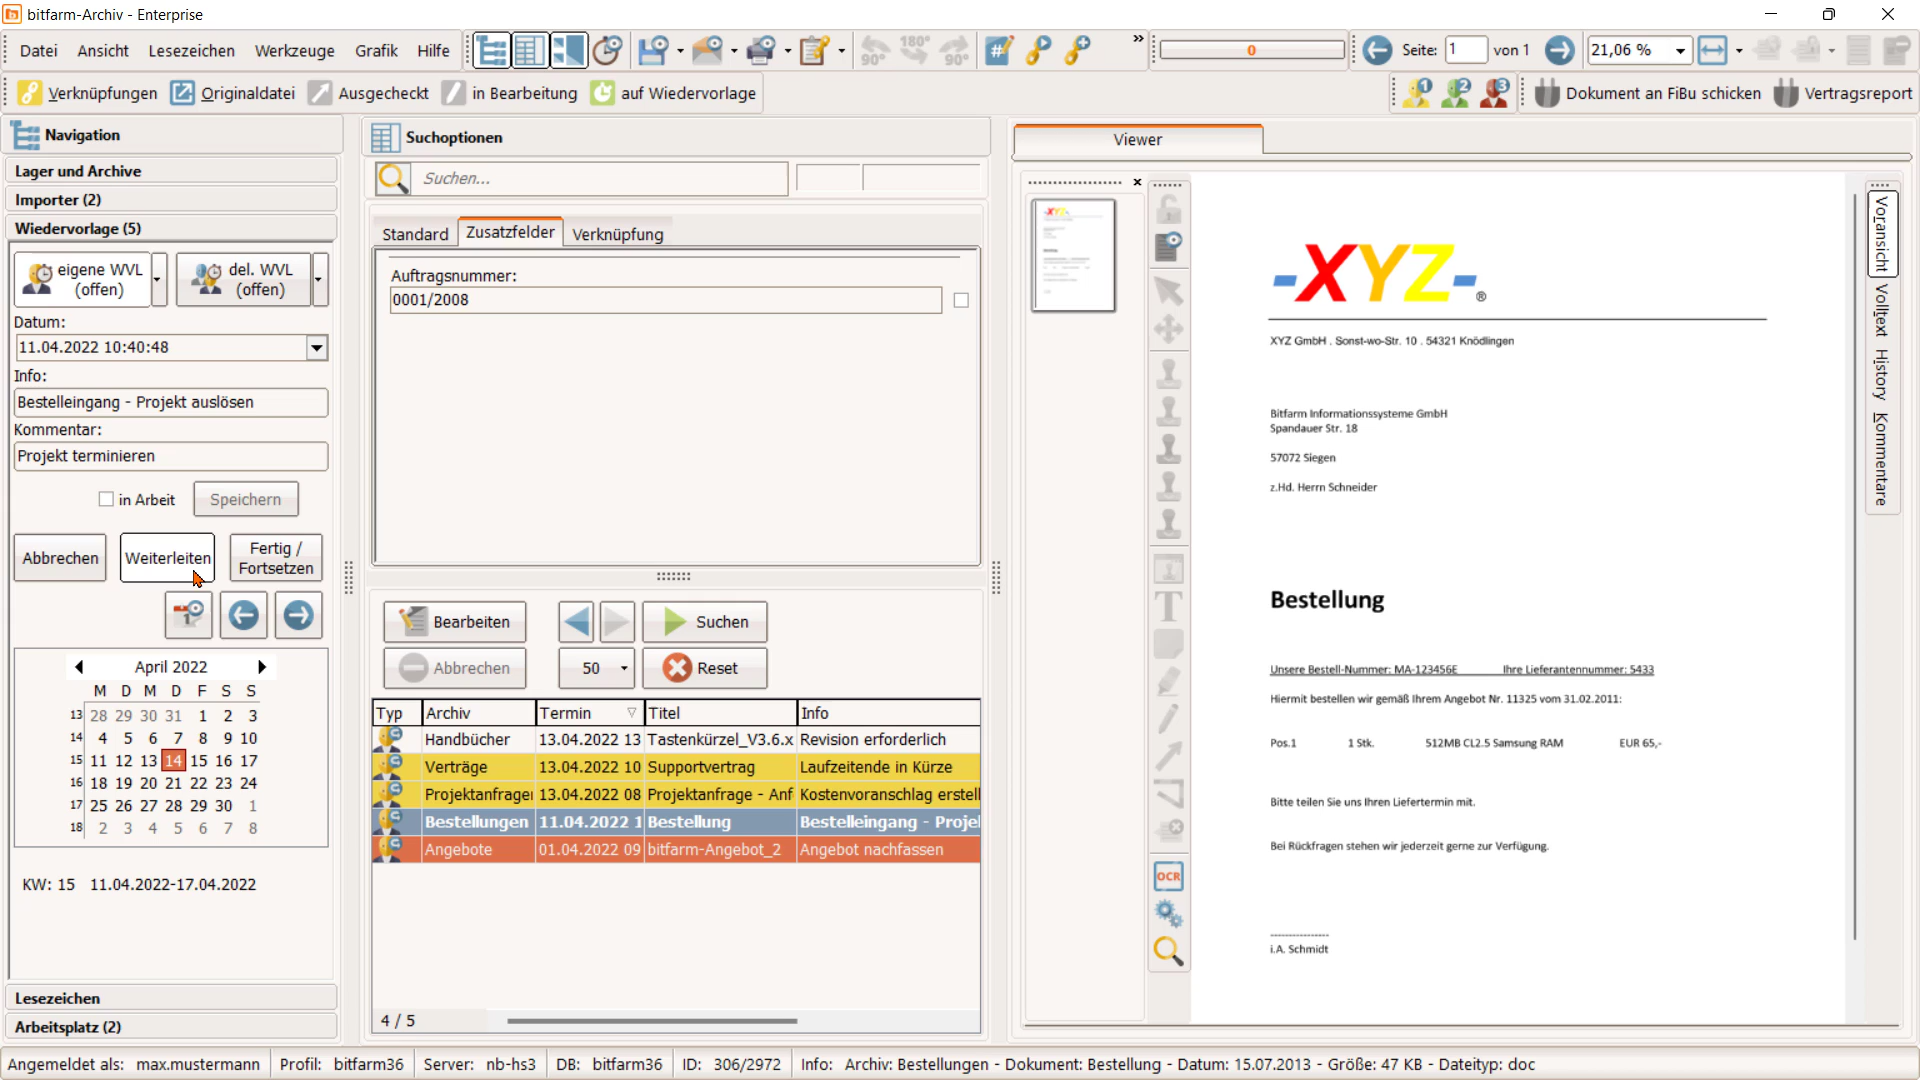 bitfarm-Archiv - Enterprise
Datei Ansicht Lesezeichen Werkzeuge Grafik Hilfe
90° 180° 90°
#
»
0
Seite: 1 von 1
21,06 %
Verknüpfungen Originaldatei Ausgecheckt in Bearbeitung auf Wiedervorlage
1 2 3
Dokument an FiBu schicken Vertragsreport
Navigation
Lager und Archive
Importer (2)
Wiedervorlage (5)
eigene WVL
(offen)
del. WVL
(offen)
Datum:
11.04.2022 10:40:48
Info:
Bestelleingang - Projekt auslösen
Kommentar:
Projekt terminieren
in Arbeit Speichern
Abbrechen Weiterleiten Fertig /
Fortsetzen
April 2022
M D M D F S S
13 28 29 30 31 1 2 3
14 4 5 6 7 8 9 10
15 11 12 13 14 15 16 17
16 18 19 20 21 22 23 24
17 25 26 27 28 29 30 1
18 2 3 4 5 6 7 8
KW: 15 11.04.2022-17.04.2022
Lesezeichen
Arbeitsplatz (2)
Suchoptionen
Suchen...
Standard Zusatzfelder Verknüpfung
Auftragsnummer:
0001/2008
Bearbeiten Suchen
Abbrechen 50 Reset
Typ Archiv Termin Titel Info
Handbücher 13.04.2022 13 Tastenkürzel_V3.6.x Revision erforderlich
Verträge 13.04.2022 10 Supportvertrag Laufzeitende in Kürze
Projektanfragen 13.04.2022 08 Projektanfrage - Anf Kostenvoranschlag erstell
Bestellungen 11.04.2022 1 Bestellung Bestelleingang - Projel
Angebote 01.04.2022 09 bitfarm-Angebot_2 Angebot nachfassen
4 / 5
Viewer
T
OCR
-XYZ-®
XYZ GmbH . Sonst-wo-Str. 10 . 54321 Knödlingen
Bitfarm Informationssysteme GmbH
Spandauer Str. 18
57072 Siegen
z.Hd. Herrn Schneider
Bestellung
Unsere Bestell-Nummer: MA-123456E Ihre Lieferantennummer: 5433
Hiermit bestellen wir gemäß Ihrem Angebot Nr. 11325 vom 31.02.2011:
Pos.1 1 Stk. 512MB CL2.5 Samsung RAM EUR 65,-
Bitte teilen Sie uns Ihren Liefertermin mit.
Bei Rückfragen stehen wir jederzeit gerne zur Verfügung.
----------------
i.A. Schmidt
Voransicht
Volltext
History
Kommentare
Angemeldet als: max.mustermann Profil: bitfarm36 Server: nb-hs3 DB: bitfarm36 ID: 306/2972 Info: Archiv: Bestellungen - Dokument: Bestellung - Datum: 15.07.2013 - Größe: 47 KB - Dateityp: doc